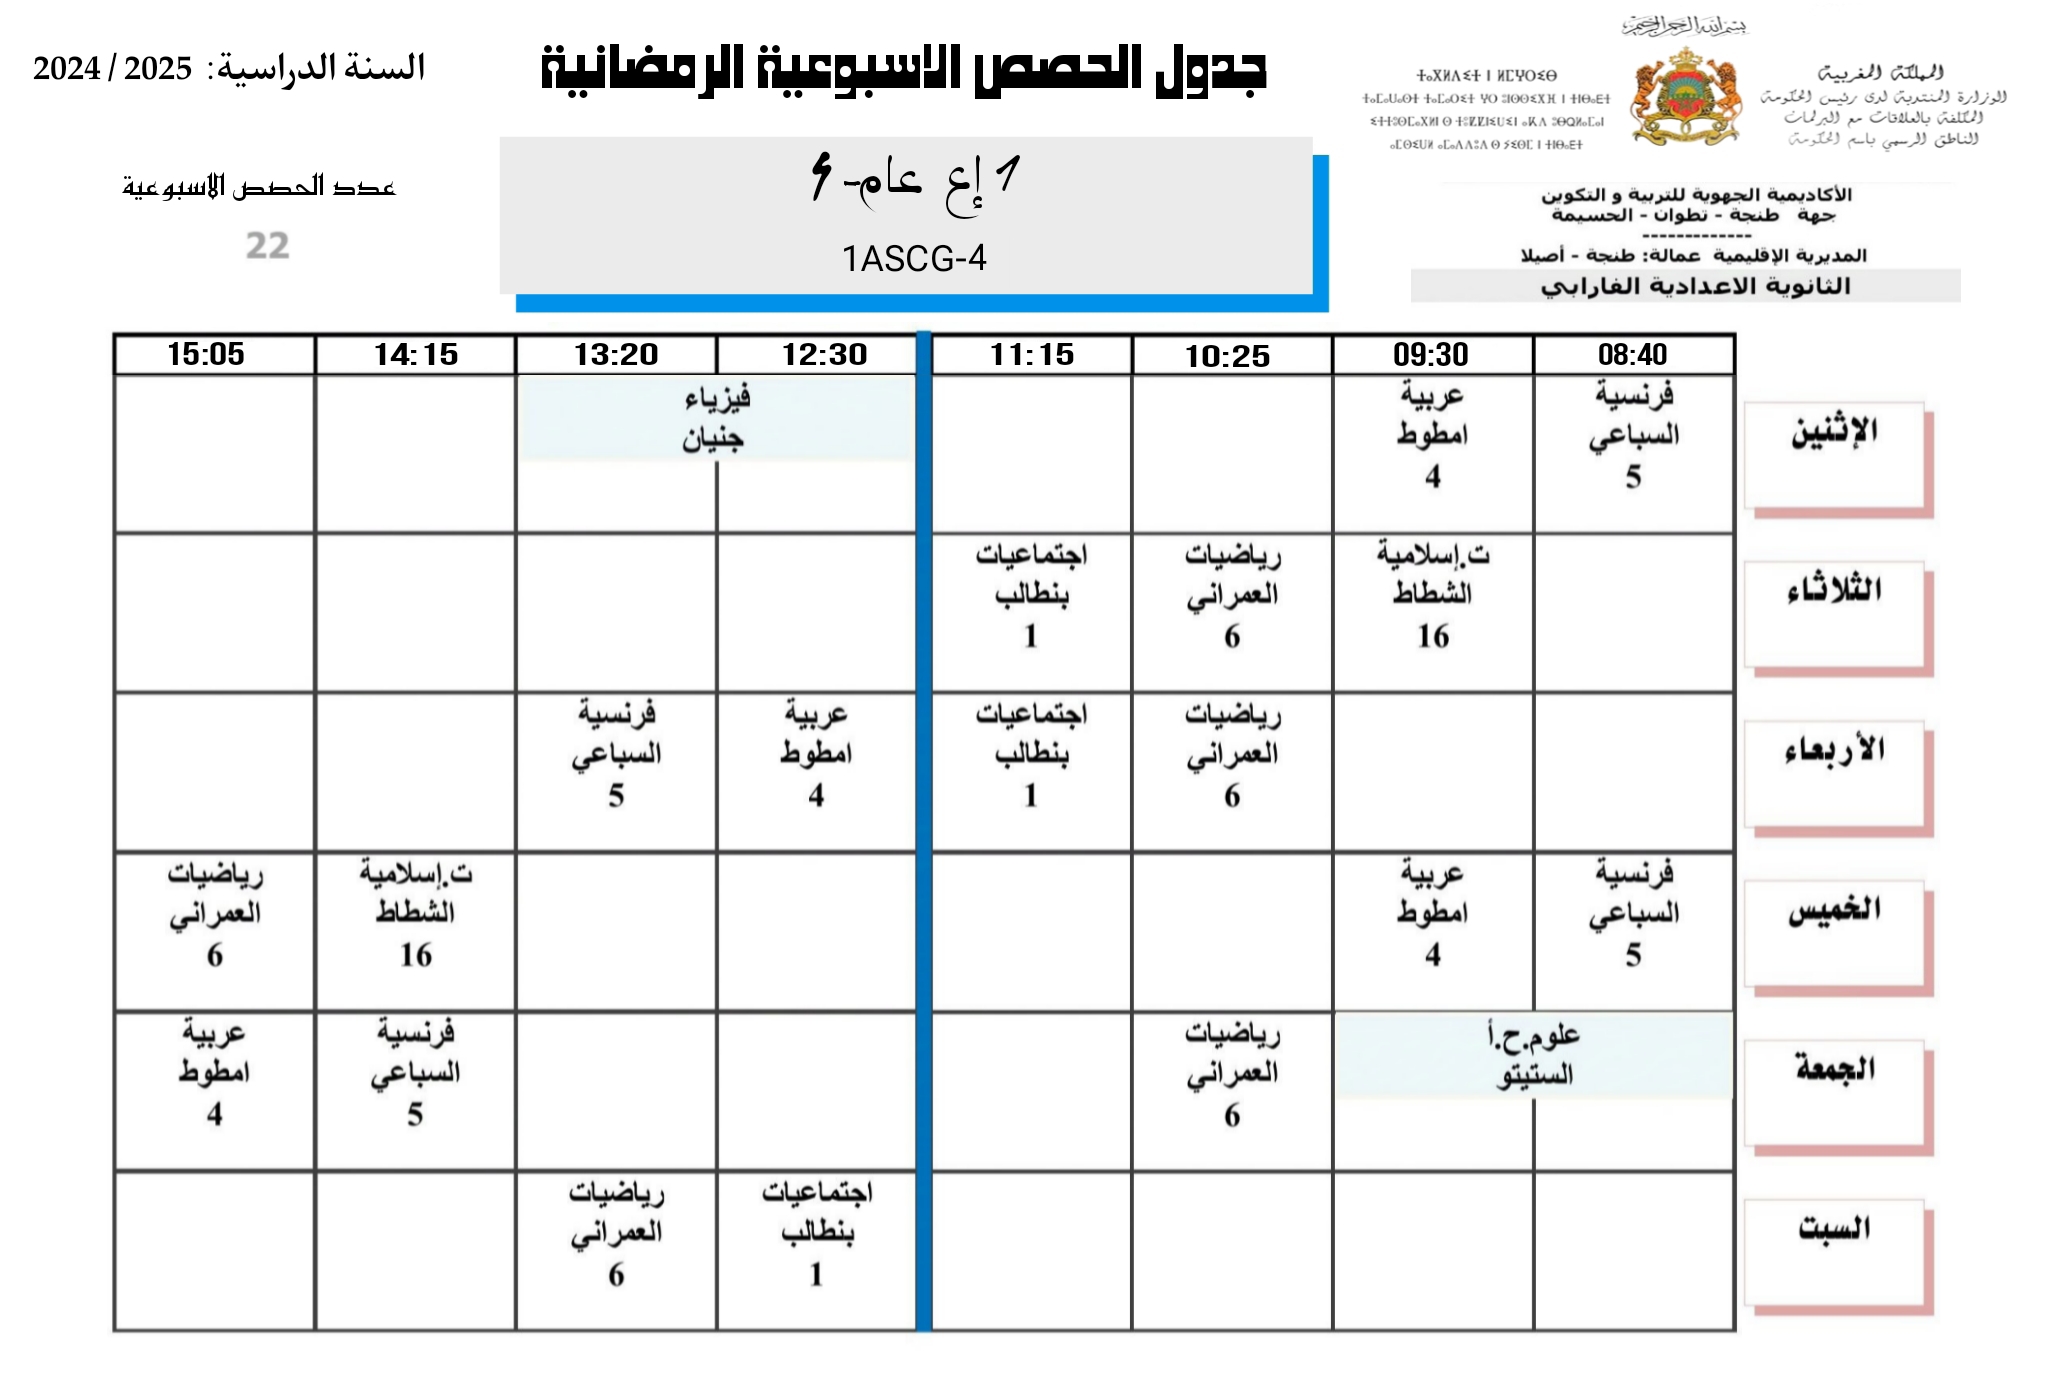 بسم الله الرحمن الرحيم
المملكة المغربية
الوزارة المنتدبة لدى رئيس الحكومة
المكلفة بالعلاقات مع البرلمان
الناطق الرسمي باسم الحكومة
ⵜⴰⴳⵍⴷⵉⵜ ⵏ ⵍⵎⵖⵔⵉⴱ
جدول الحصص الاسبوعية الرمضانية
السنة الدراسية: 2024 / 2025
الأكاديمية الجهوية للتربية و التكوين
جهة طنجة - تطوان - الحسيمة
-------------
المديرية الإقليمية عمالة: طنجة - أصيلا
الثانوية الاعدادية الفارابي
1 إع عام-4
1ASCG-4
عدد الحصص الاسبوعية
22
08:40 09:30 10:25 11:15 12:30 13:20 14:15 15:05
الإثنين
فرنسية
السباعي
5
عربية
امطوط
4
فيزياء
جنيان
الثلاثاء
ت.إسلامية
الشطاط
16
رياضيات
العمراني
6
اجتماعيات
بنطالب
1
الأربعاء
رياضيات
العمراني
6
اجتماعيات
بنطالب
1
عربية
امطوط
4
فرنسية
السباعي
5
الخميس
فرنسية
السباعي
5
عربية
امطوط
4
ت.إسلامية
الشطاط
16
رياضيات
العمراني
6
الجمعة
علوم.ح.أ
الستيتو
رياضيات
العمراني
6
فرنسية
السباعي
5
عربية
امطوط
4
السبت
اجتماعيات
بنطالب
1
رياضيات
العمراني
6